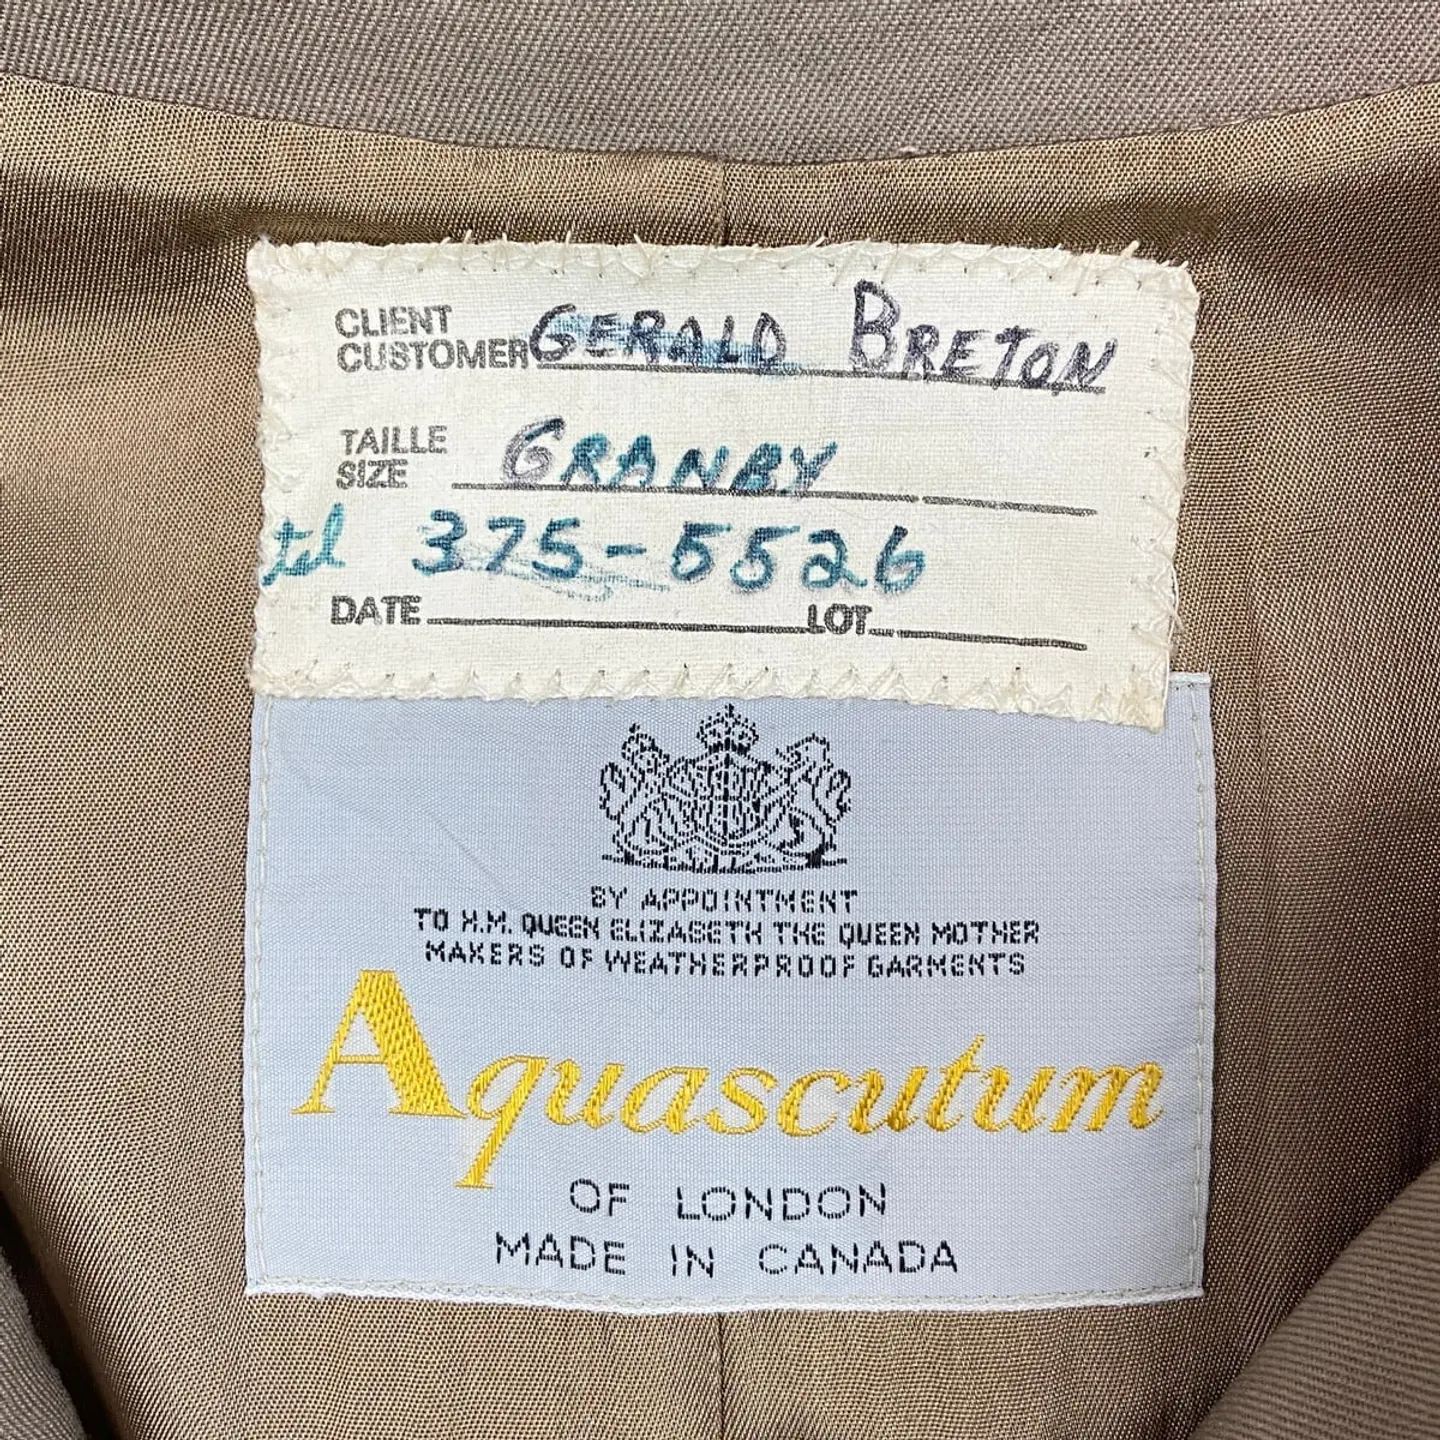 CLIENT
CUSTOMER GERALD BRETON
TAILLE
SIZE GRANBY
tel 375-5526
DATE LOT
BY APPOINTMENT
TO H.M. QUEEN ELIZABETH THE QUEEN MOTHER
MAKERS OF WEATHERPROOF GARMENTS
Aquascutum
OF LONDON
MADE IN CANADA